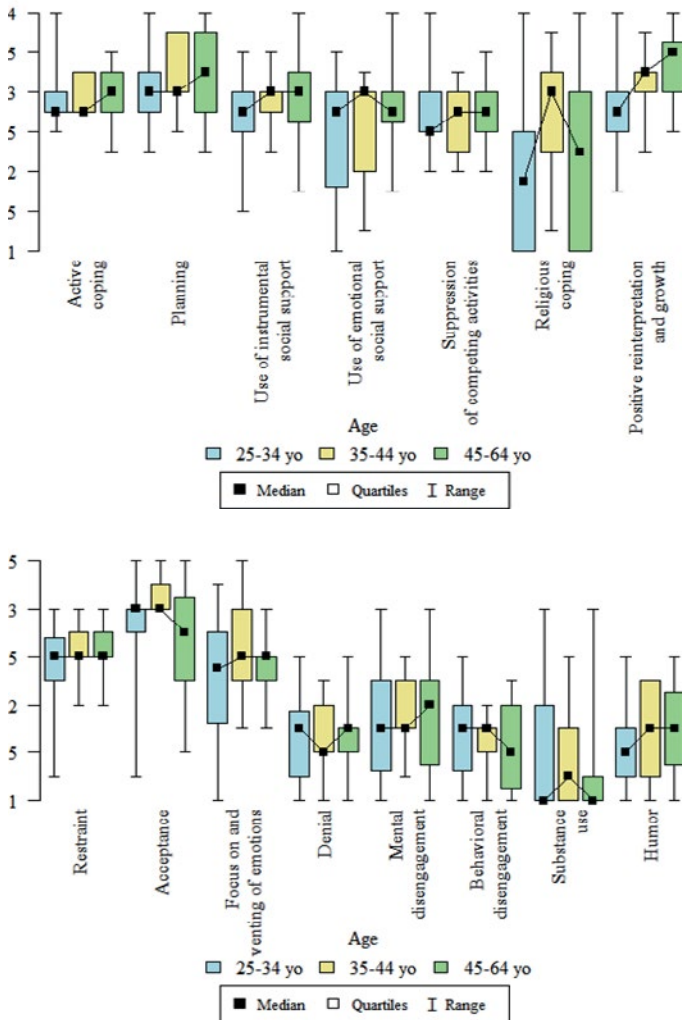 4
5
3
5
2
5
1
Active
coping
Planning
Use of instrumental
social support
Use of emotional
social support
Suppression
of competing activities
Religious
coping
Positive reinterpretation
and growth
Age
25-34 yo 35-44 yo 45-64 yo
Median Quartiles Range
5
3
5
2
5
1
Restraint
Acceptance
Focus on and
venting of emotions
Denial
Mental
disengagement
Behavioral
disengagement
Substance
use
Humor
Age
25-34 yo 35-44 yo 45-64 yo
Median Quartiles Range